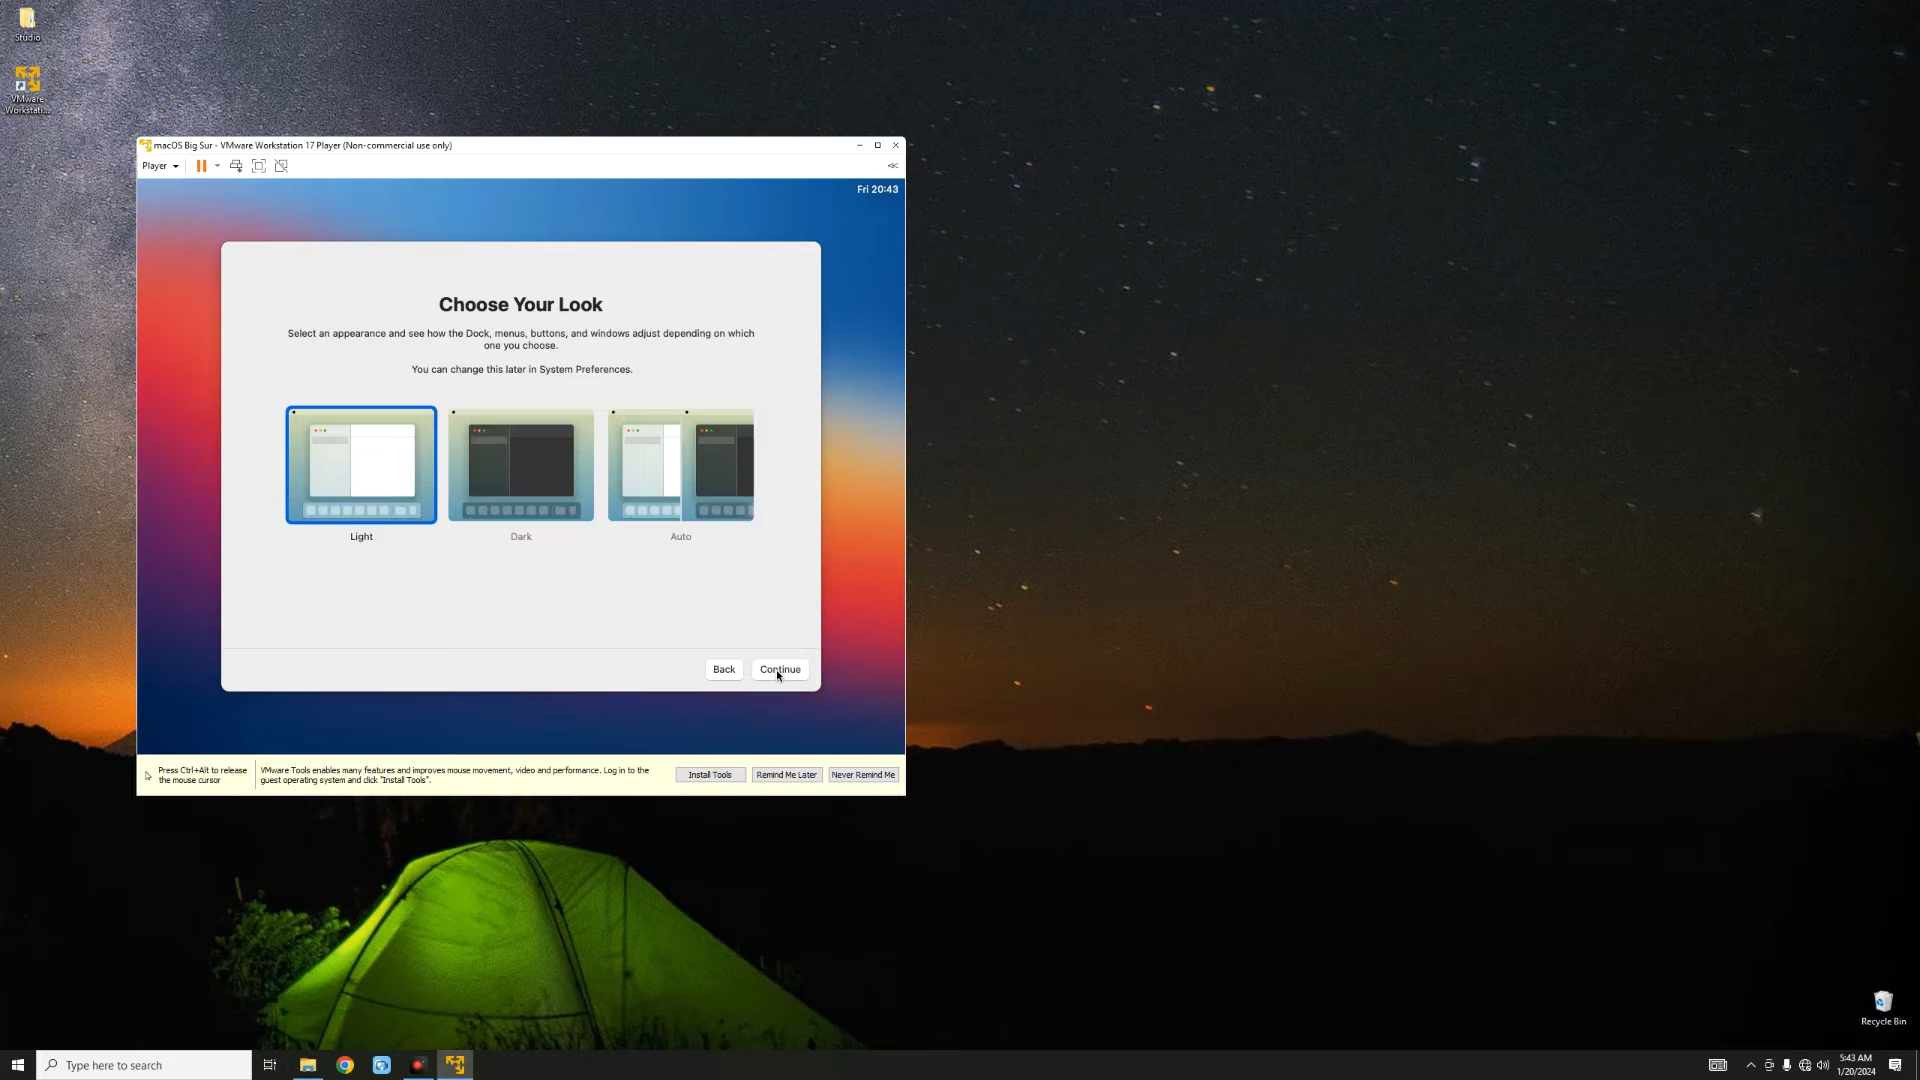 Studio
VMware
Workstati...
macOS Big Sur - VMware Workstation 17 Player (Non-commercial use only)
Player
Fri 20:43
Choose Your Look
Select an appearance and see how the Dock, menus, buttons, and windows adjust depending on which
one you choose.
You can change this later in System Preferences.
Light
Dark
Auto
Back
Continue
Press Ctrl+Alt to release
the mouse cursor
VMware Tools enables many features and improves mouse movement, video and performance. Log in to the
guest operating system and click "Install Tools".
Install Tools
Remind Me Later
Never Remind Me
Recycle Bin
Type here to search
5:43 AM
1/20/2024